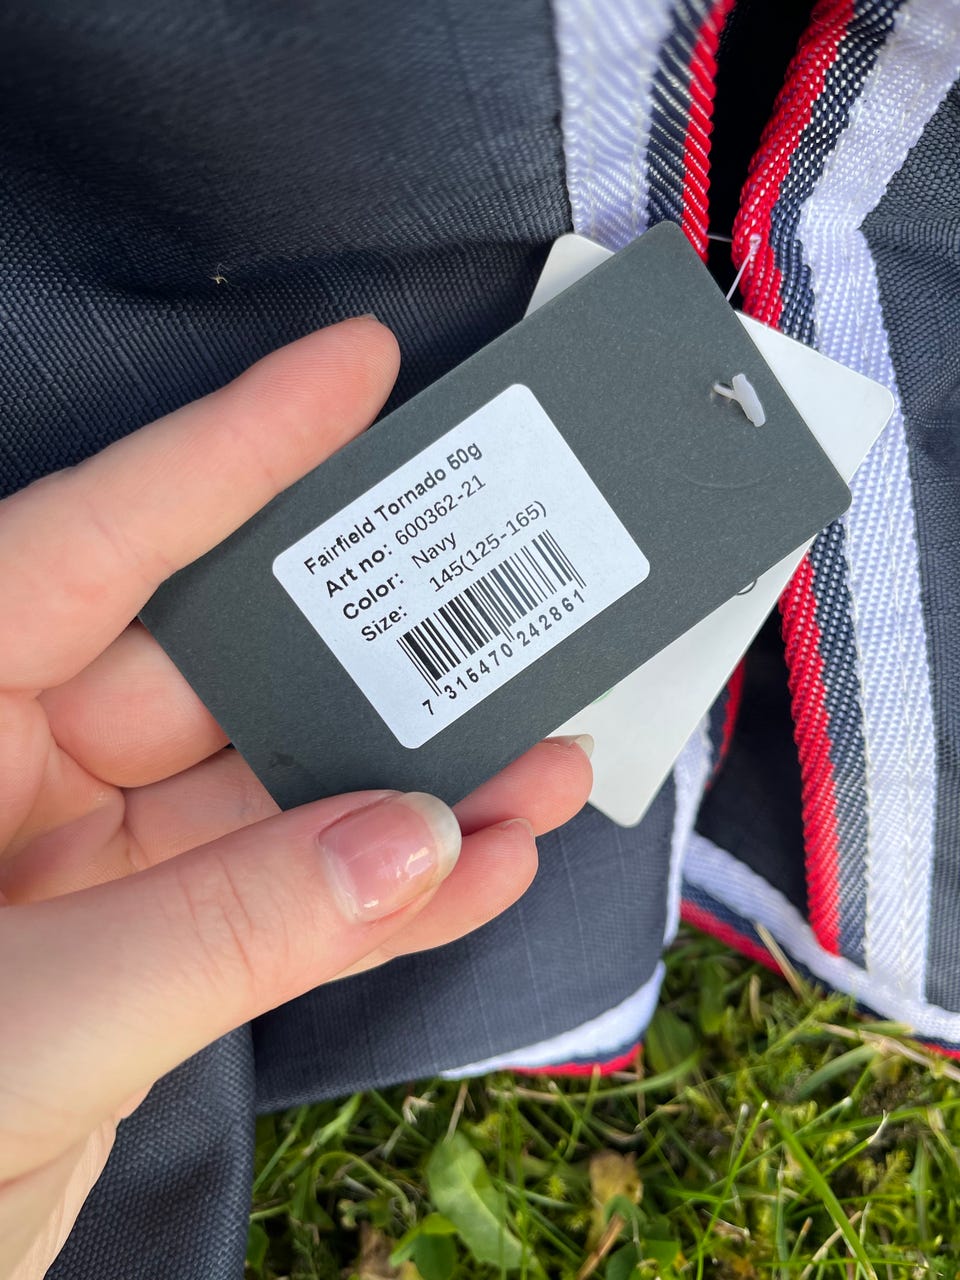 Fairfield Tornado 50g
Art no: 600362-21
Color: Navy
Size: 145(125-165)
7 315470 242861